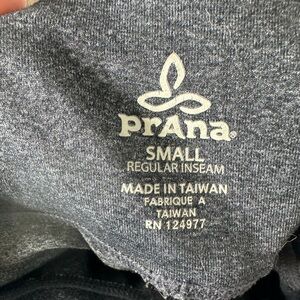 prAna
SMALL
REGULAR INSEAM
MADE IN TAIWAN
FABRIQUE A
TAIWAN
RN 124977